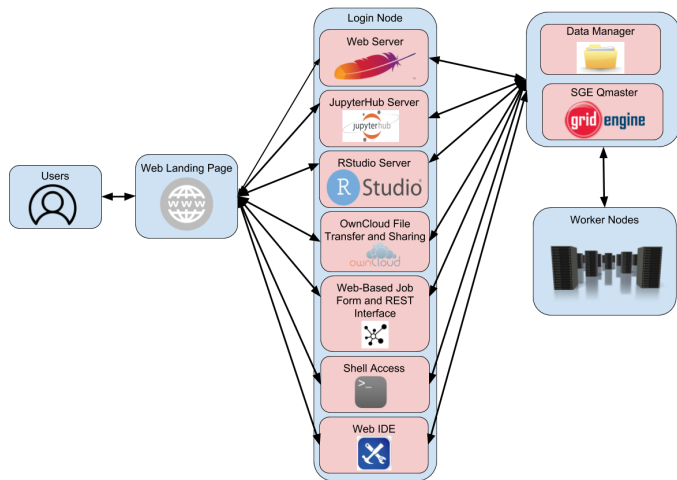 Login Node
Web Server
JupyterHub Server
jupyterhub
RStudio Server
R Studio
OwnCloud File
Transfer and Sharing
ownCloud
Web-Based Job
Form and REST
Interface
Shell Access
>_
Web IDE
Users
Web Landing Page
WWW
Data Manager
SGE Qmaster
grid engine
Worker Nodes